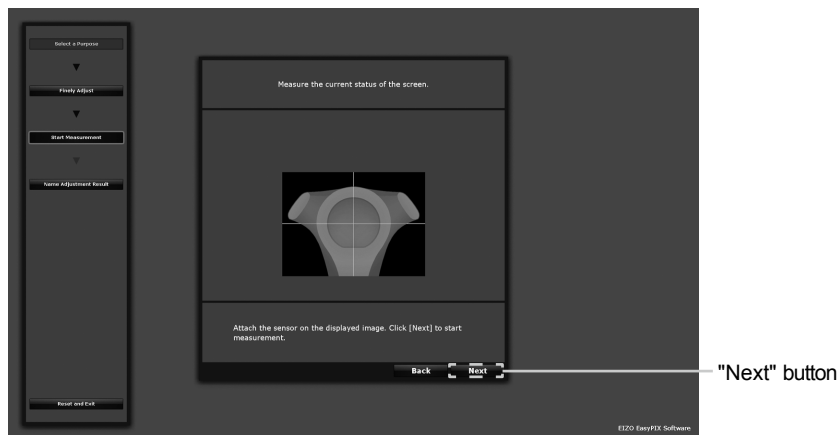 Select a Purpose
Finely Adjust
Start Measurement
Name Adjustment Result
Reset and Exit
Measure the current status of the screen.
Attach the sensor on the displayed image. Click [Next] to start
measurement.
Back
Next
"Next" button
EIZO EasyPIX Software